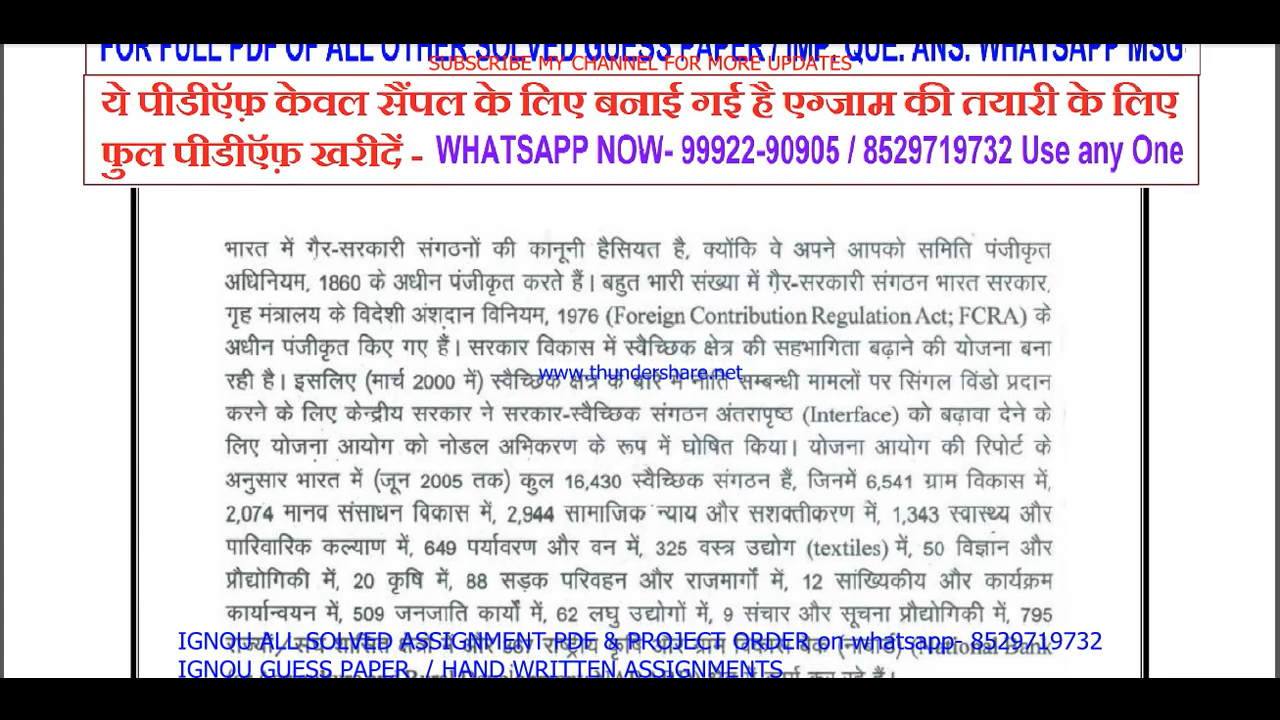 FOR FULL PDF OF ALL OTHER SOLVED GUESS PAPER / IMP. QUE. ANS. WHATSAPP MSG
SUBSCRIBE MY CHANNEL FOR MORE UPDATES
ये पीडीऍफ़ केवल सैंपल के लिए बनाई गई है एग्जाम की तयारी के लिए
फुल पीडीऍफ़ खरीदें - WHATSAPP NOW- 99922-90905 / 8529719732 Use any One
भारत में ग़ैर-सरकारी संगठनों की कानूनी हैसियत है, क्योंकि वे अपने आपको समिति पंजीकृत
अधिनियम, 1860 के अधीन पंजीकृत करते हैं। बहुत भारी संख्या में ग़ैर-सरकारी संगठन भारत सरकार,
गृह मंत्रालय के विदेशी अंशदान विनियम, 1976 (Foreign Contribution Regulation Act; FCRA) के
अधीन पंजीकृत किए गए हैं। सरकार विकास में स्वैच्छिक क्षेत्र की सहभागिता बढ़ाने की योजना बना
www.thundershare.net
रही है। इसलिए (मार्च 2000 में) स्वैच्छिक क्षेत्र के बारे में नीति सम्बन्धी मामलों पर सिंगल विंडो प्रदान
करने के लिए केन्द्रीय सरकार ने सरकार-स्वैच्छिक संगठन अंतरापृष्ठ (Interface) को बढ़ावा देने के
लिए योजना आयोग को नोडल अभिकरण के रूप में घोषित किया। योजना आयोग की रिपोर्ट के
अनुसार भारत में (जून 2005 तक) कुल 16,430 स्वैच्छिक संगठन हैं, जिनमें 6,541 ग्राम विकास में,
2,074 मानव संसाधन विकास में, 2,944 सामाजिक न्याय और सशक्तीकरण में, 1,343 स्वास्थ्य और
पारिवारिक कल्याण में, 649 पर्यावरण और वन में, 325 वस्त्र उद्योग (textiles) में, 50 विज्ञान और
प्रौद्योगिकी में, 20 कृषि में, 88 सड़क परिवहन और राजमार्गों में, 12 सांख्यिकीय और कार्यक्रम
कार्यान्वयन में, 509 जनजाति कार्यों में, 62 लघु उद्योगों में, 9 संचार और सूचना प्रौद्योगिकी में, 795
IGNOU ALL SOLVED ASSIGNMENT PDF & PROJECT ORDER on whatsapp- 8529719732
(National Bank
IGNOU GUESS PAPER / HAND WRITTEN ASSIGNMENTS